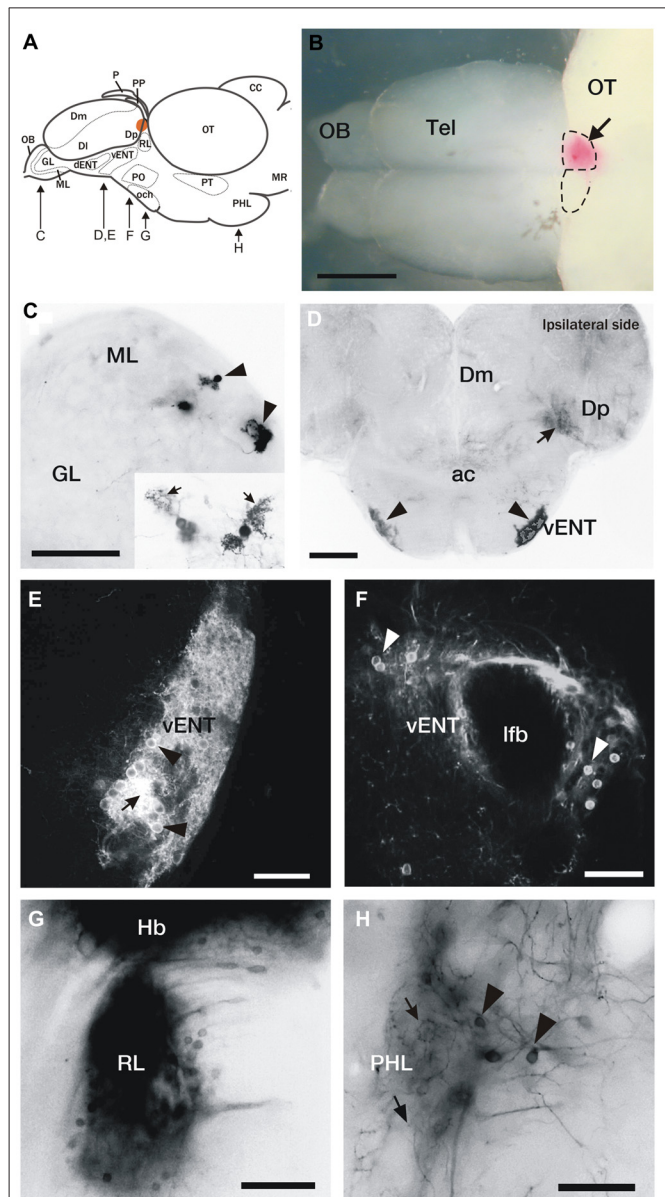 A
P
PP
CC
Dm
OT
OB
Dl
Dp
RL
GL
dENT
vENT
ML
PO
PT
MR
och
PHL
C
D,E
F
G
H
B
OB
Tel
OT
C
ML
GL
D
Ipsilateral side
Dm
Dp
ac
vENT
E
vENT
F
vENT
lfb
G
Hb
RL
H
PHL